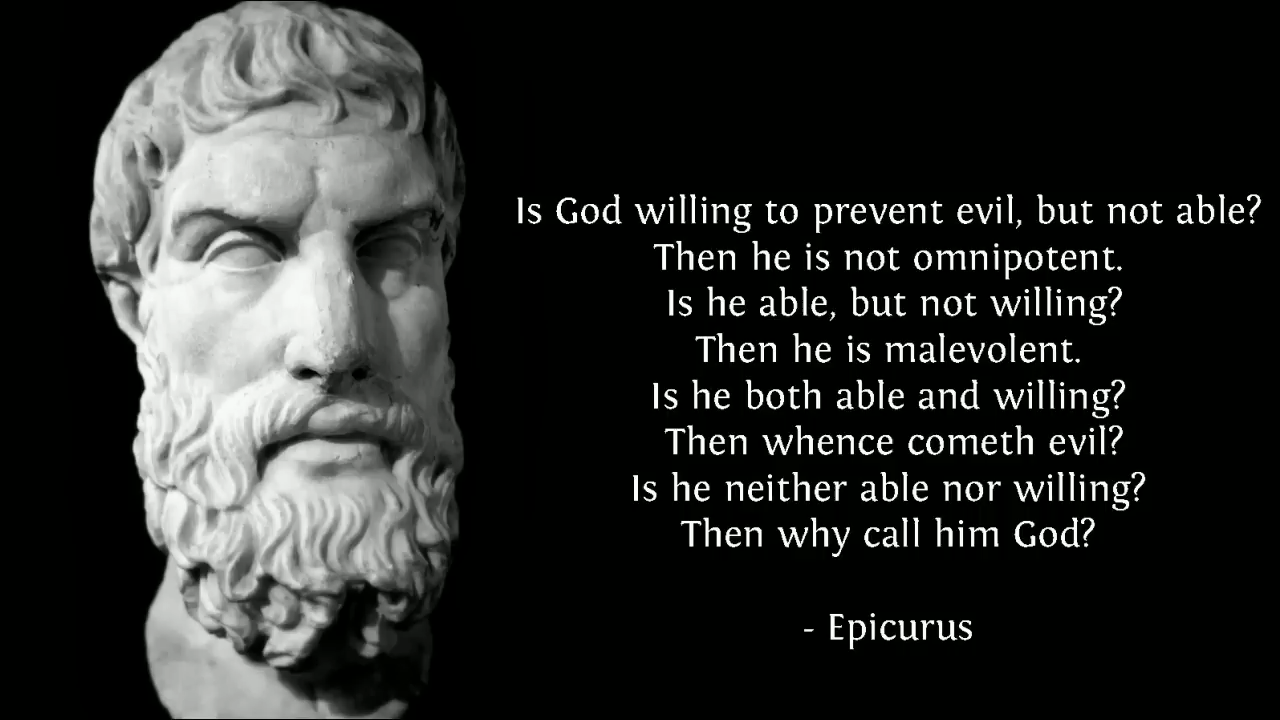 Is God willing to prevent evil, but not able?
Then he is not omnipotent.
Is he able, but not willing?
Then he is malevolent.
Is he both able and willing?
Then whence cometh evil?
Is he neither able nor willing?
Then why call him God?
- Epicurus